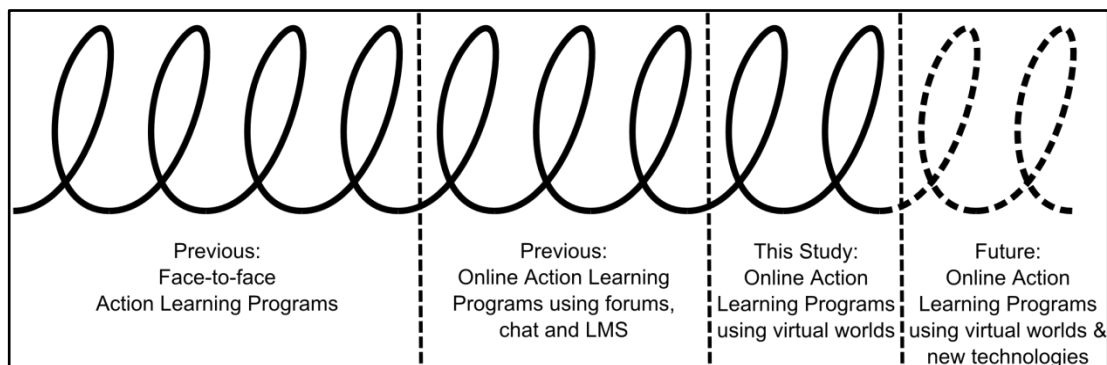 Previous:
Face-to-face
Action Learning Programs
Previous:
Online Action Learning
Programs using forums,
chat and LMS
This Study:
Online Action
Learning Programs
using virtual worlds
Future:
Online Action
Learning Programs
using virtual worlds &
new technologies